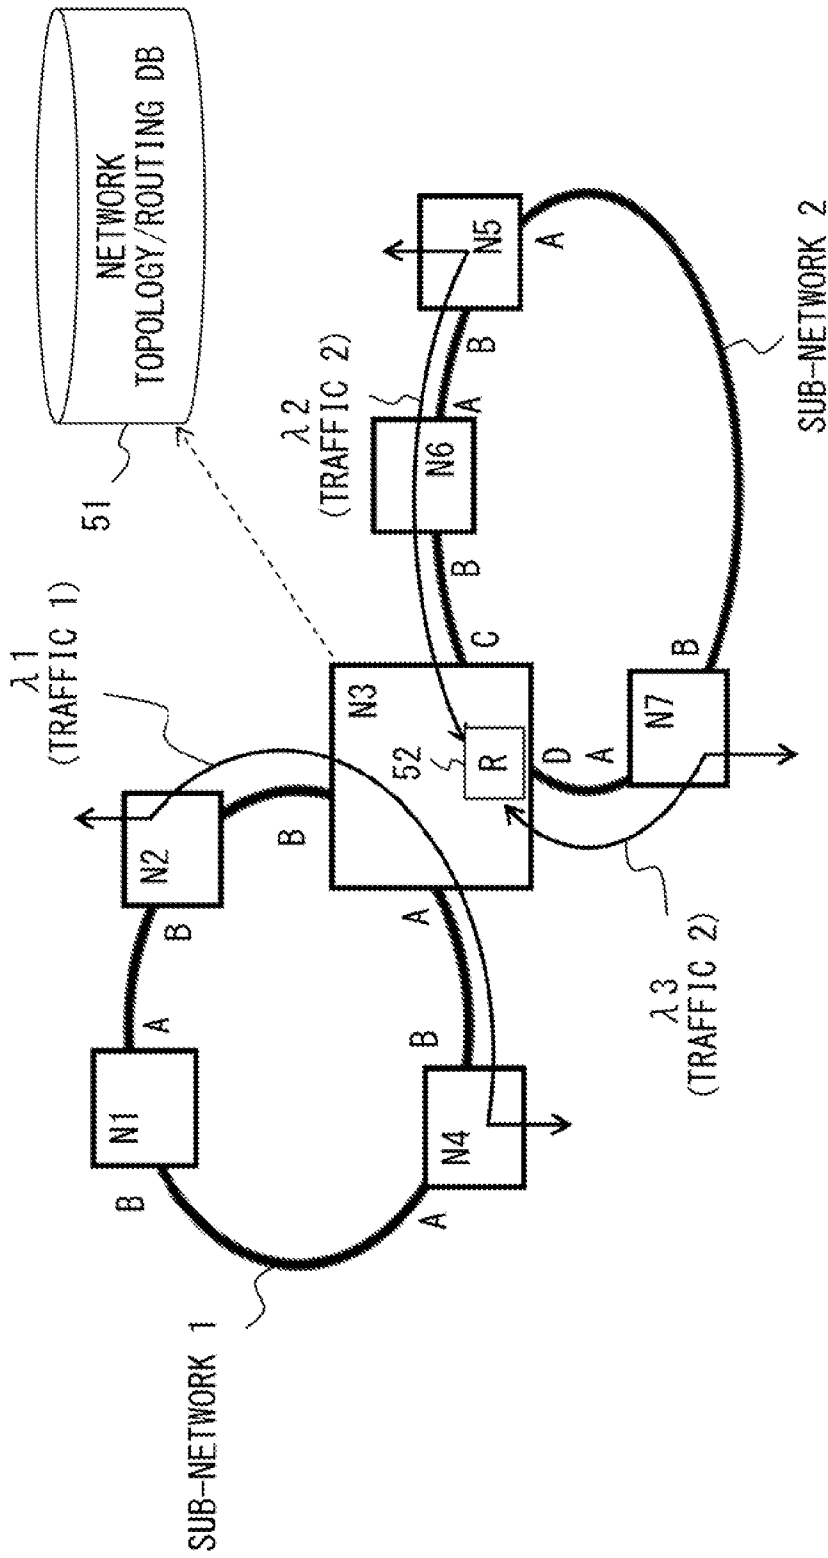 λ1
(TRAFFIC 1)
51
NETWORK
TOPOLOGY/ROUTING DB
B
N1
A
N2
B
SUB-NETWORK 1
B
λ2
(TRAFFIC 2)
N3
52
A
B
A
N4
N6
B
A
B
C
N5
R
A
D
A
N7
B
λ3
(TRAFFIC 2)
SUB-NETWORK 2